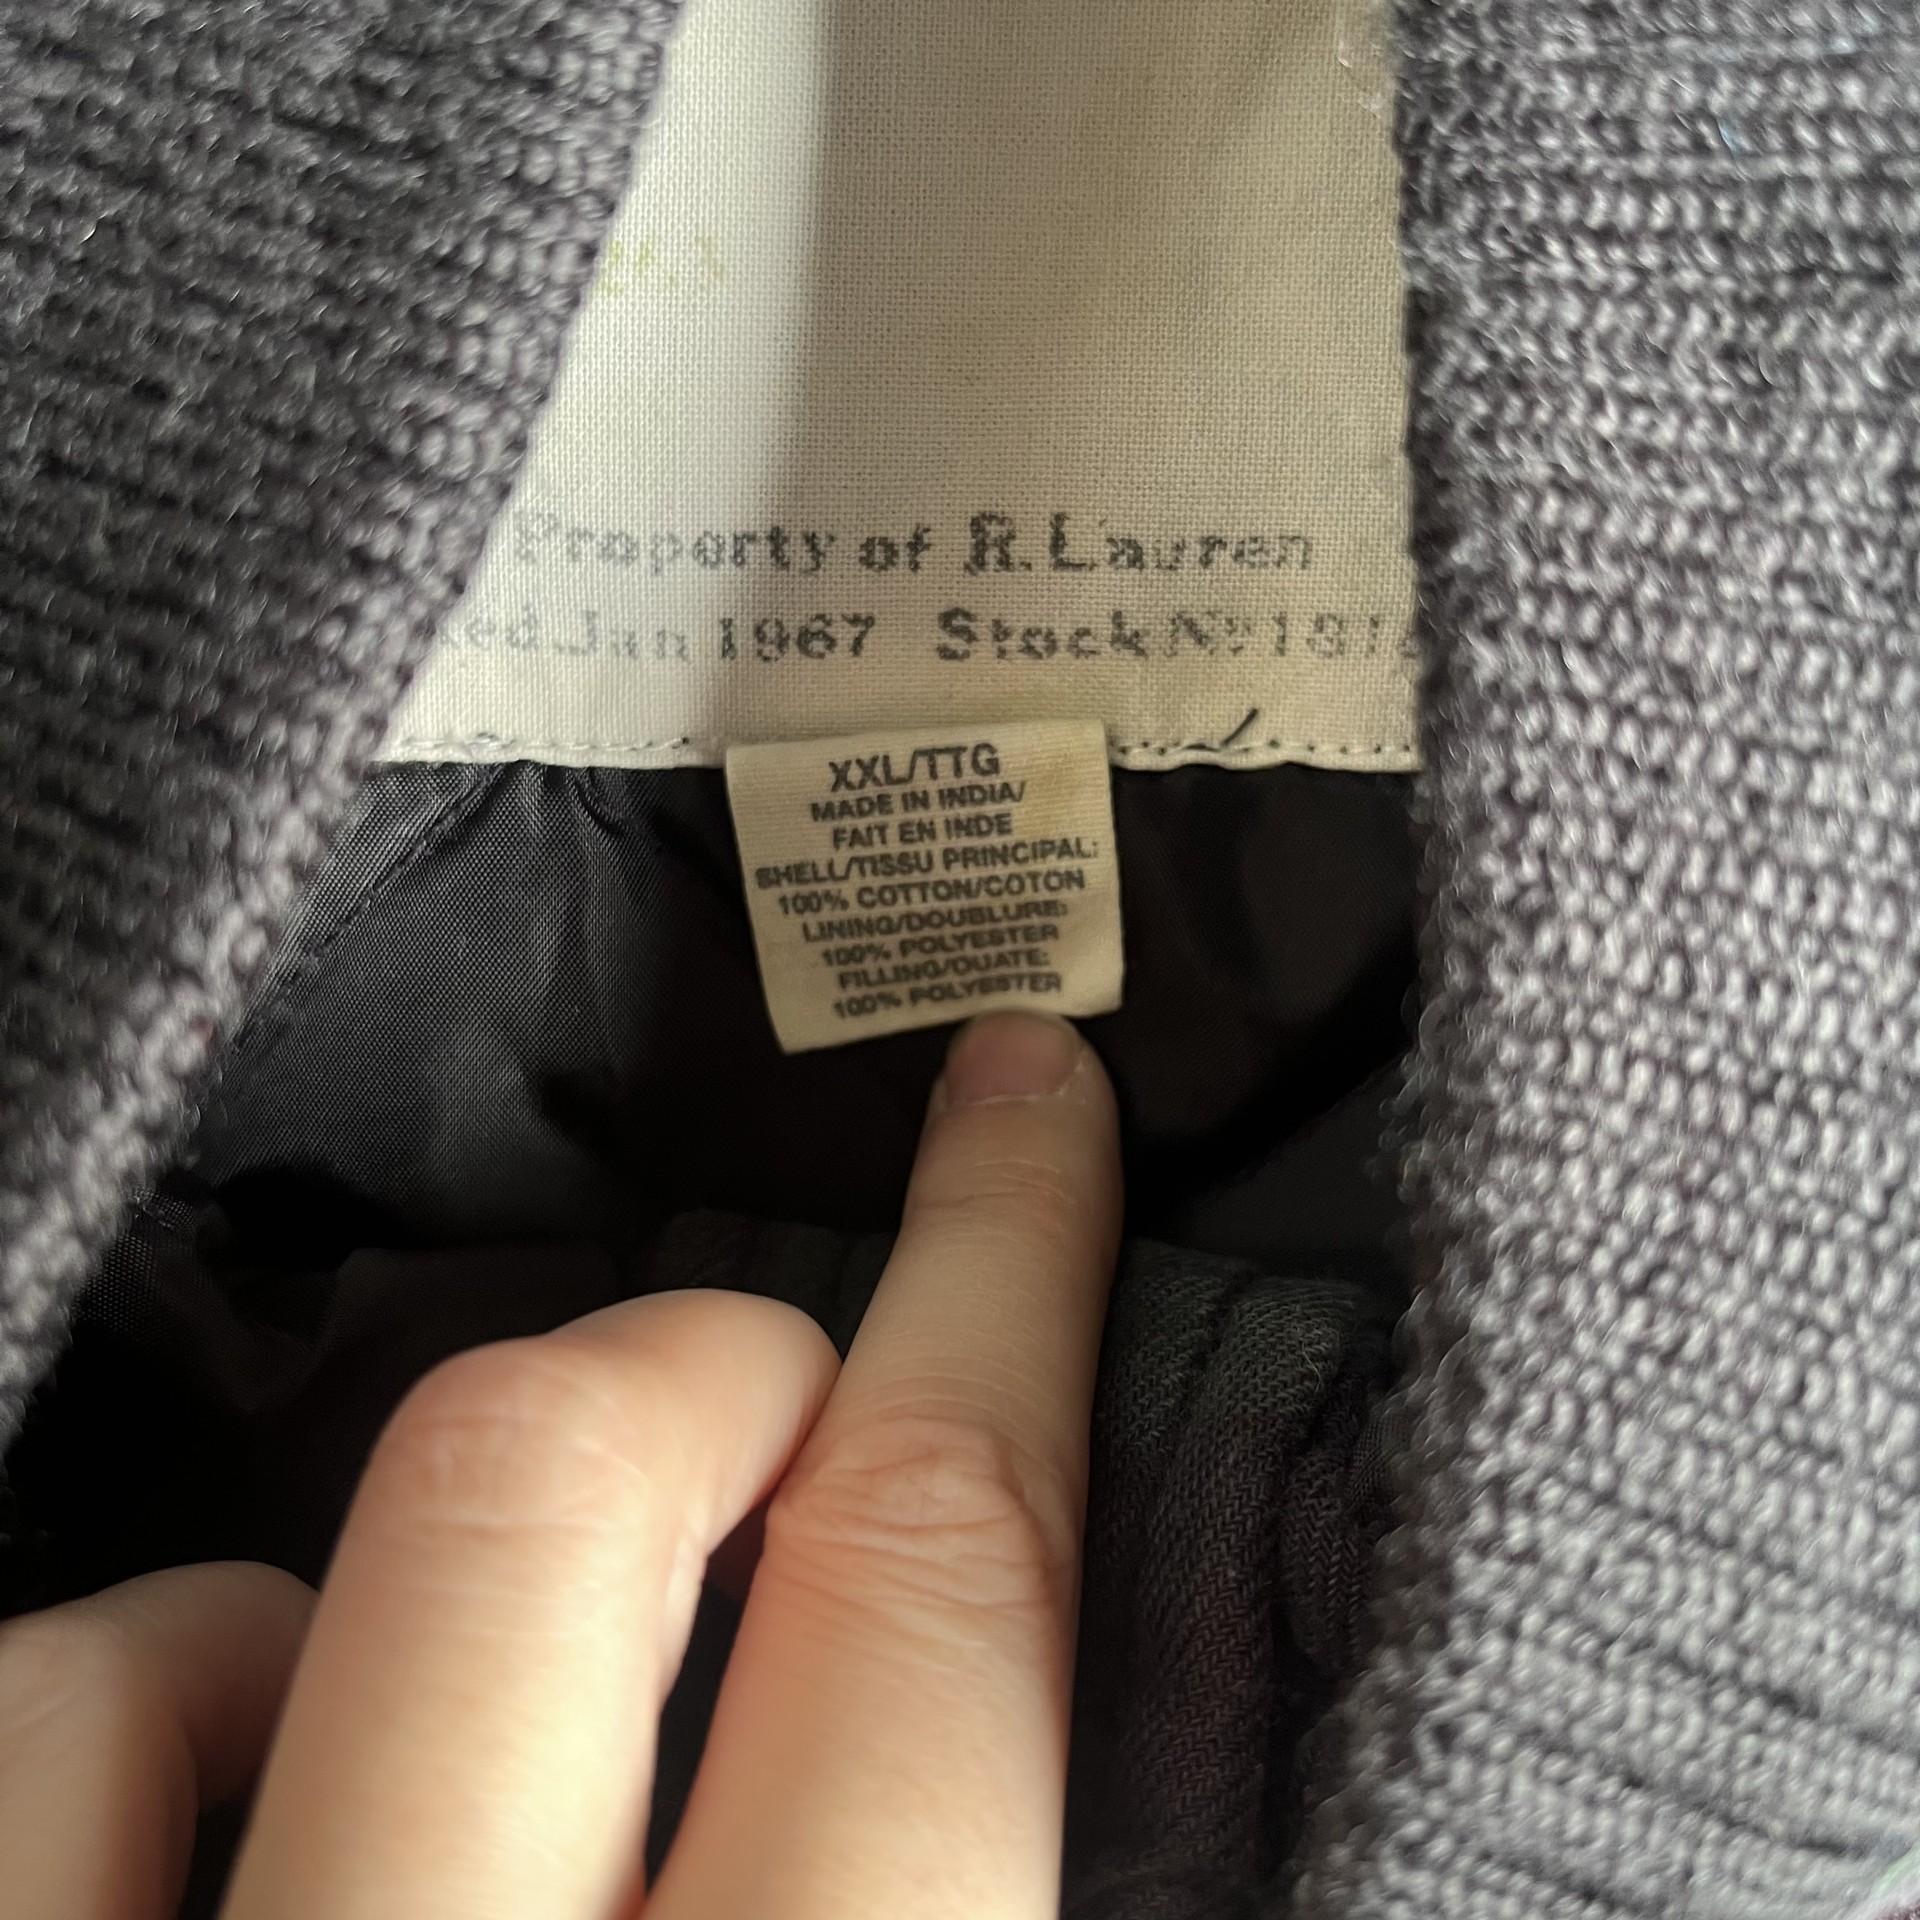 Property of R. Lauren
Jan 1967 Stock No
XXL/TTG
MADE IN INDIA/
FAIT EN INDE
SHELL/TISSU PRINCIPAL:
100% COTTON/COTON
LINING/DOUBLURE:
100% POLYESTER
FILLING/OUATE:
100% POLYESTER